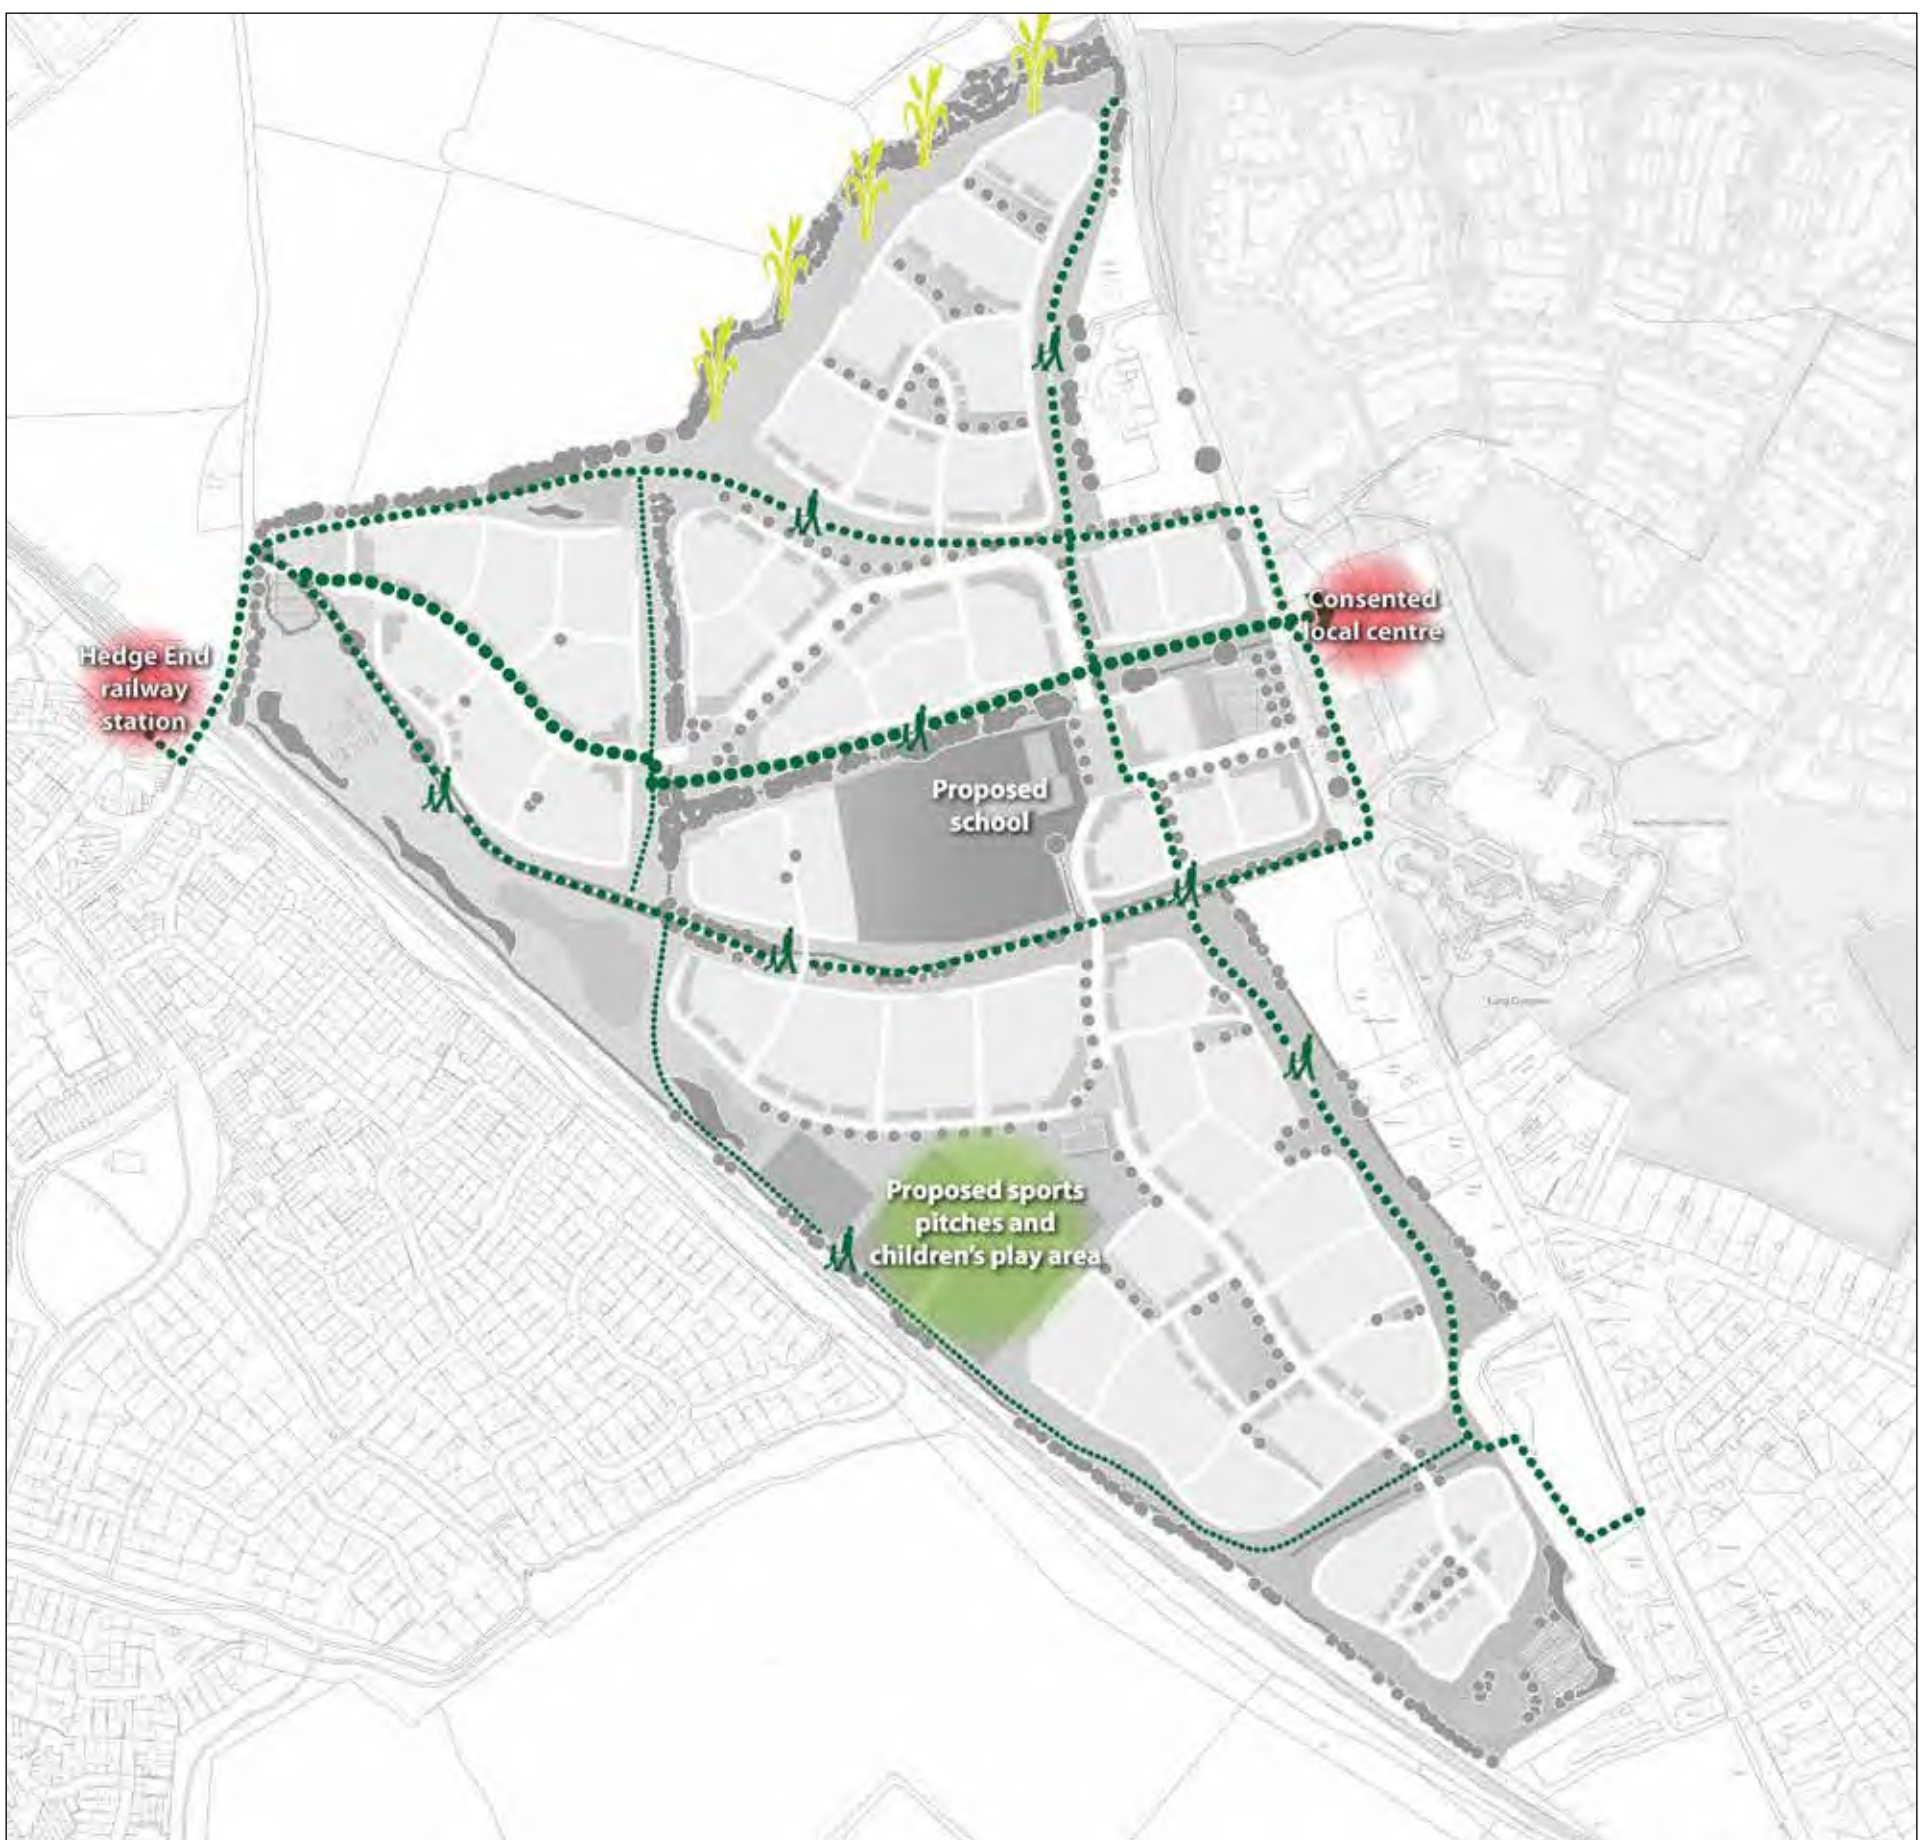 Consented
local centre
Hedge End
railway
station
Proposed
school
Proposed sports
pitches and
children's play area